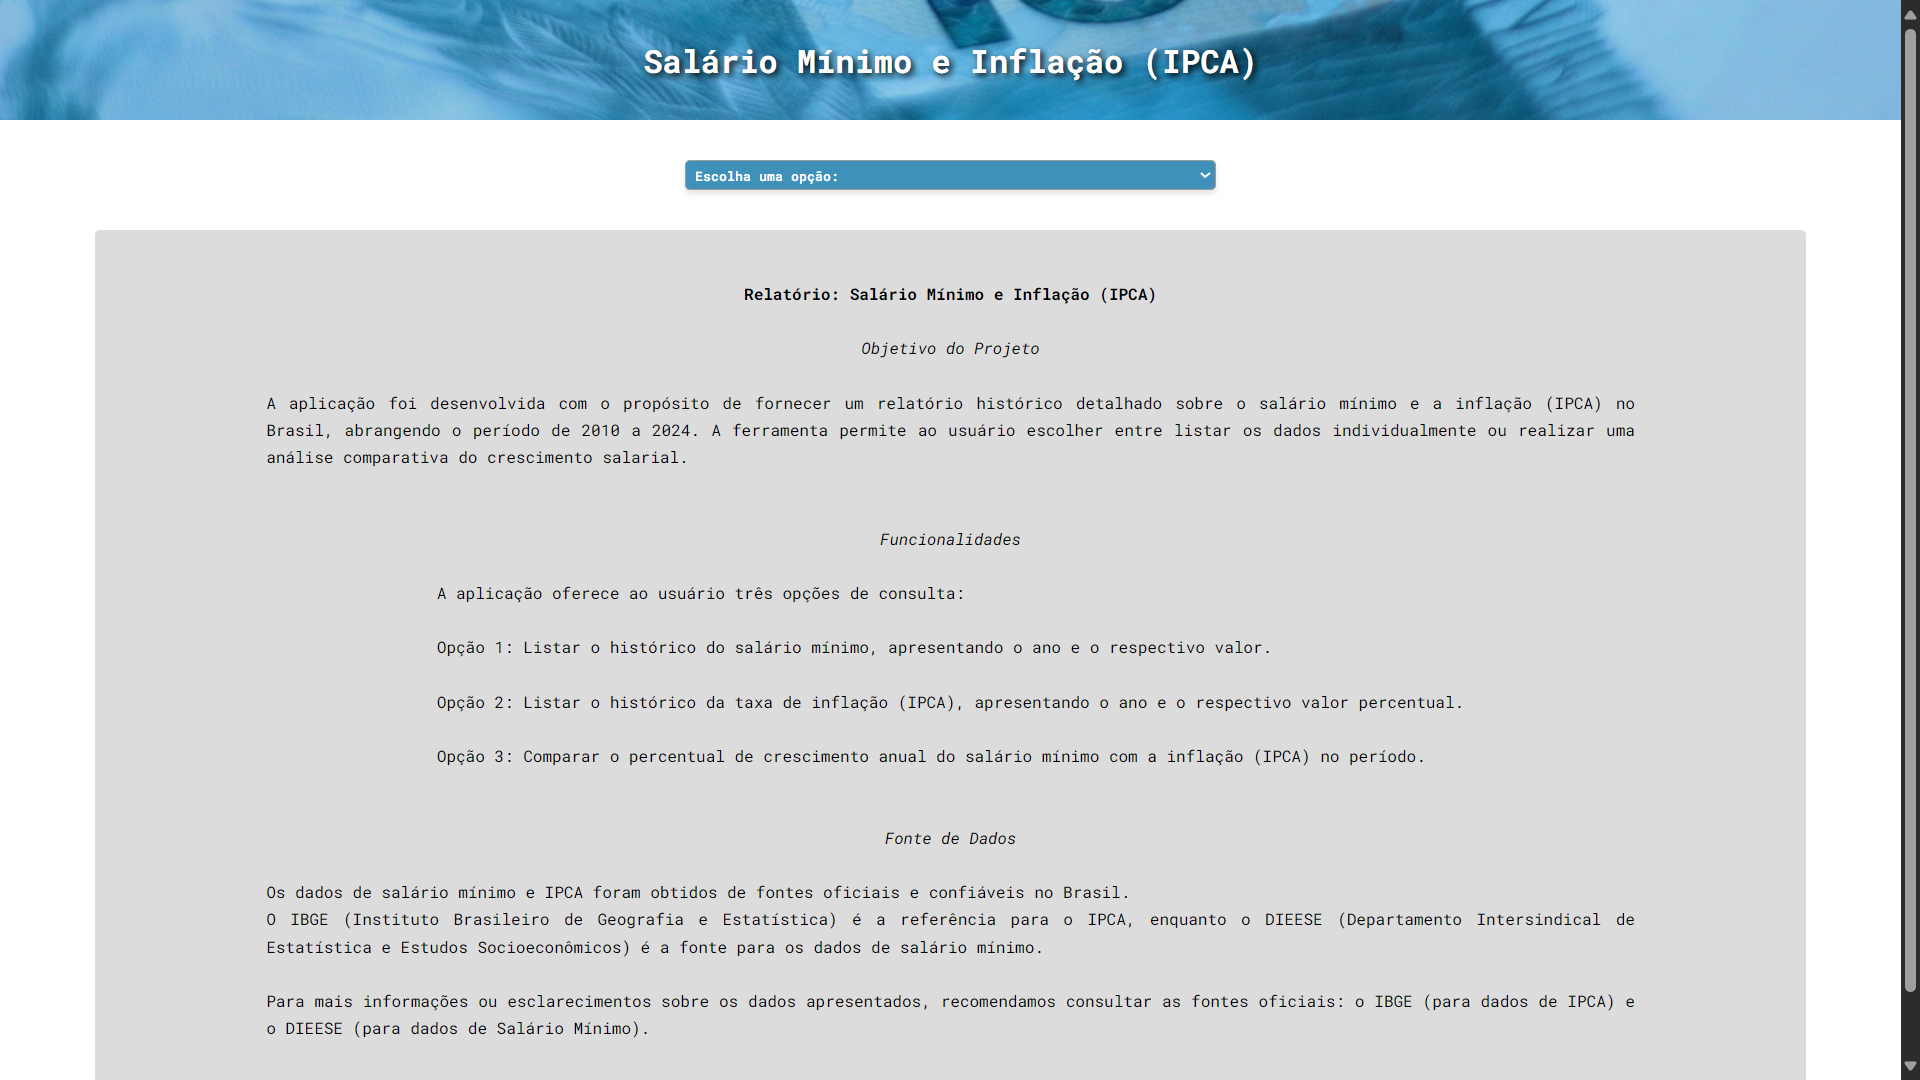 Salário Mínimo e Inflação (IPCA)
Escolha uma opção:
Relatório: Salário Mínimo e Inflação (IPCA)
Objetivo do Projeto
A aplicação foi desenvolvida com o propósito de fornecer um relatório histórico detalhado sobre o salário mínimo e a inflação (IPCA) no
Brasil, abrangendo o período de 2010 a 2024. A ferramenta permite ao usuário escolher entre listar os dados individualmente ou realizar uma
análise comparativa do crescimento salarial.
Funcionalidades
A aplicação oferece ao usuário três opções de consulta:
Opção 1: Listar o histórico do salário mínimo, apresentando o ano e o respectivo valor.
Opção 2: Listar o histórico da taxa de inflação (IPCA), apresentando o ano e o respectivo valor percentual.
Opção 3: Comparar o percentual de crescimento anual do salário mínimo com a inflação (IPCA) no período.
Fonte de Dados
Os dados de salário mínimo e IPCA foram obtidos de fontes oficiais e confiáveis no Brasil.
O IBGE (Instituto Brasileiro de Geografia e Estatística) é a referência para o IPCA, enquanto o DIEESE (Departamento Intersindical de
Estatística e Estudos Socioeconômicos) é a fonte para os dados de salário mínimo.
Para mais informações ou esclarecimentos sobre os dados apresentados, recomendamos consultar as fontes oficiais: o IBGE (para dados de IPCA) e
o DIEESE (para dados de Salário Mínimo).